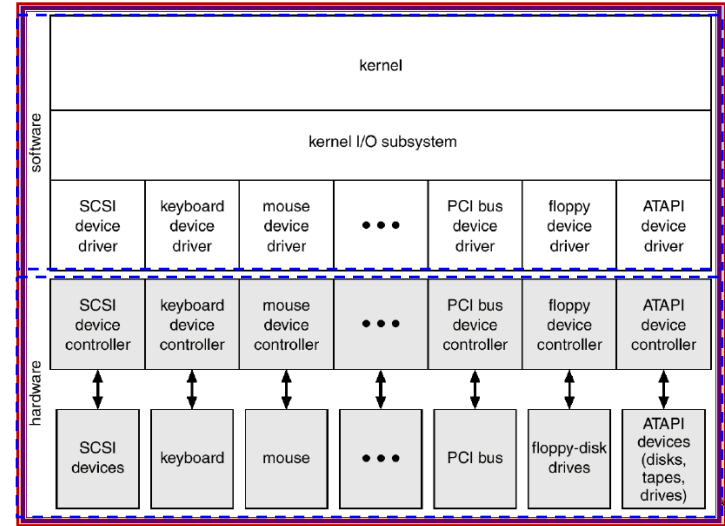 software
kernel
kernel I/O subsystem
SCSI
device
driver
keyboard
device
driver
mouse
device
driver
•••
PCI bus
device
driver
floppy
device
driver
ATAPI
device
driver
hardware
SCSI
device
controller
keyboard
device
controller
mouse
device
controller
•••
PCI bus
device
controller
floppy
device
controller
ATAPI
device
controller
SCSI
devices
keyboard
mouse
•••
PCI bus
floppy-disk
drives
ATAPI
devices
(disks,
tapes,
drives)